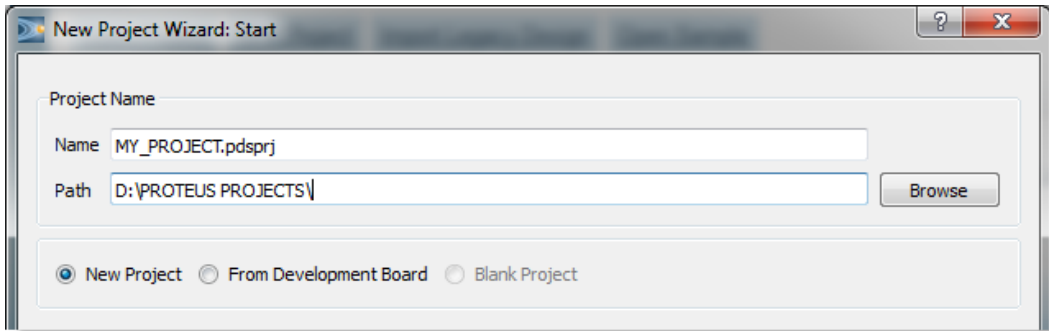 New Project Wizard: Start
Project Name
Name MY_PROJECT.pdsprj
Path D:\PROTEUS PROJECTS\ Browse
New Project From Development Board Blank Project